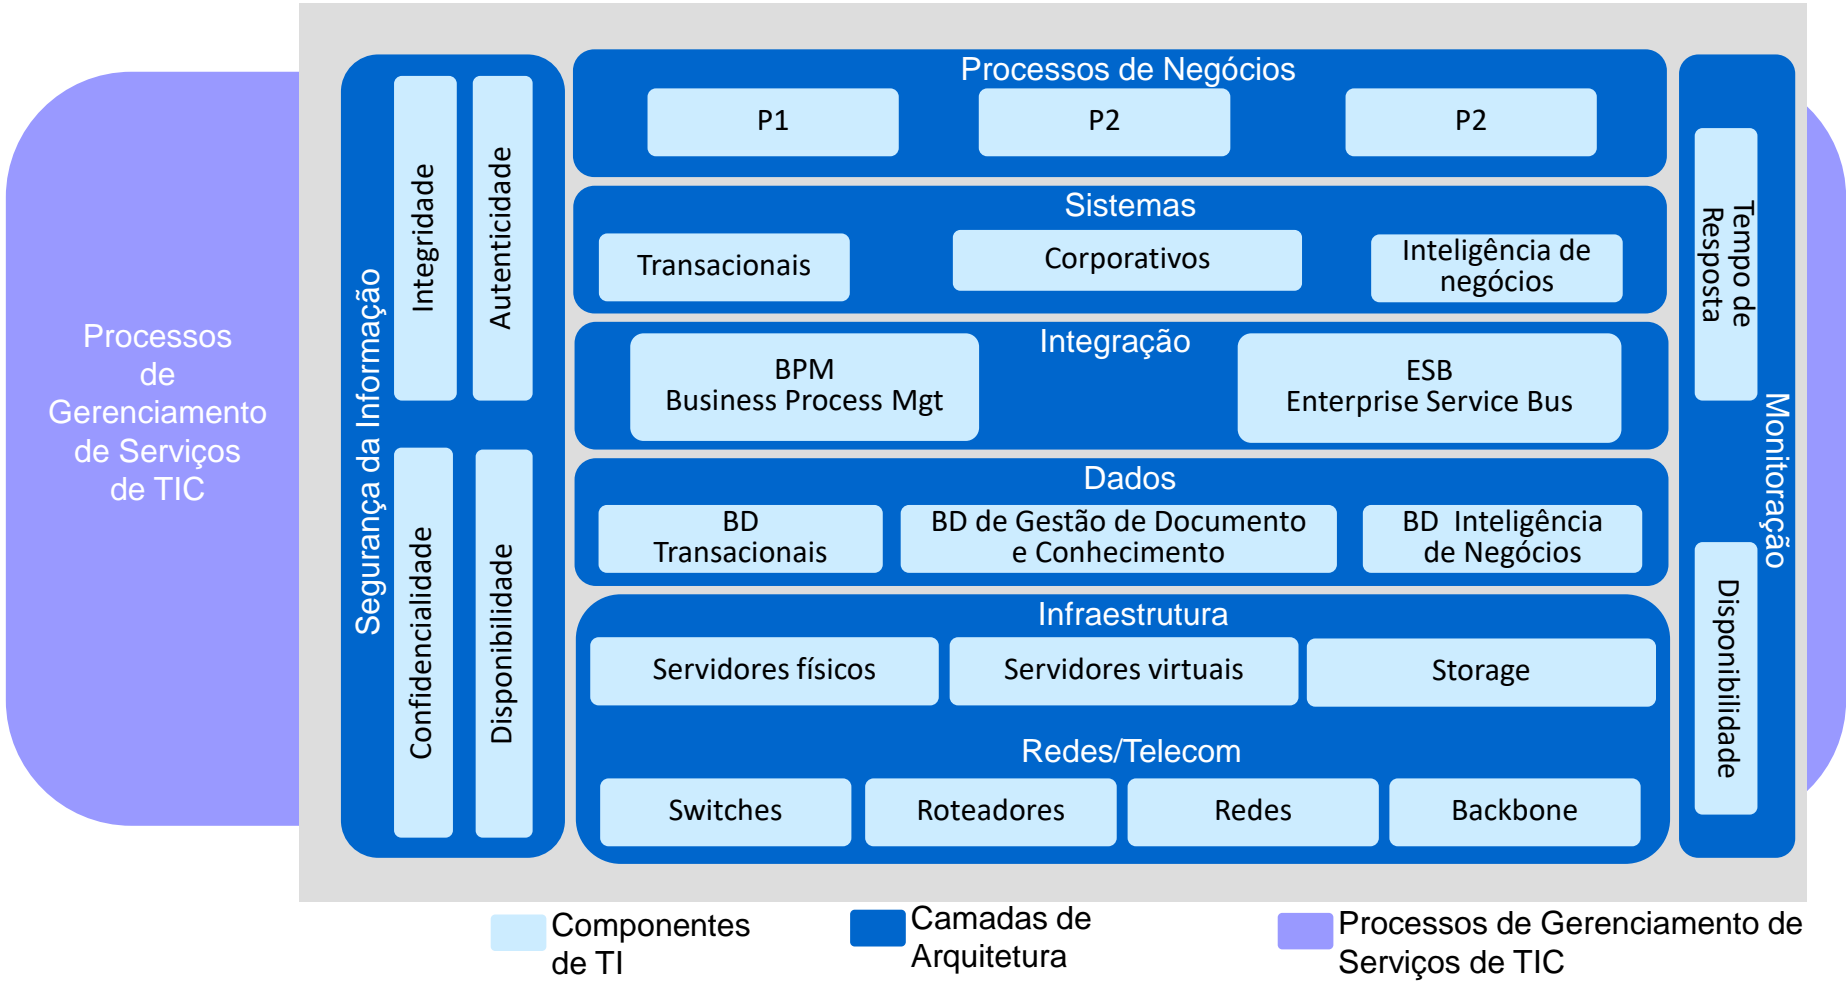 Processos
de
Gerenciamento
de Serviços
de TIC
Segurança da Informação
Integridade
Autenticidade
Confidencialidade
Disponibilidade
Processos de Negócios
P1
P2
P2
Sistemas
Transacionais
Corporativos
Inteligência de
negócios
Integração
BPM
Business Process Mgt
ESB
Enterprise Service Bus
Dados
BD
Transacionais
BD de Gestão de Documento
e Conhecimento
BD Inteligência
de Negócios
Infraestrutura
Servidores físicos
Servidores virtuais
Storage
Redes/Telecom
Switches
Roteadores
Redes
Backbone
Tempo de
Resposta
Monitoração
Disponibilidade
Componentes
de TI
Camadas de
Arquitetura
Processos de Gerenciamento de
Serviços de TIC